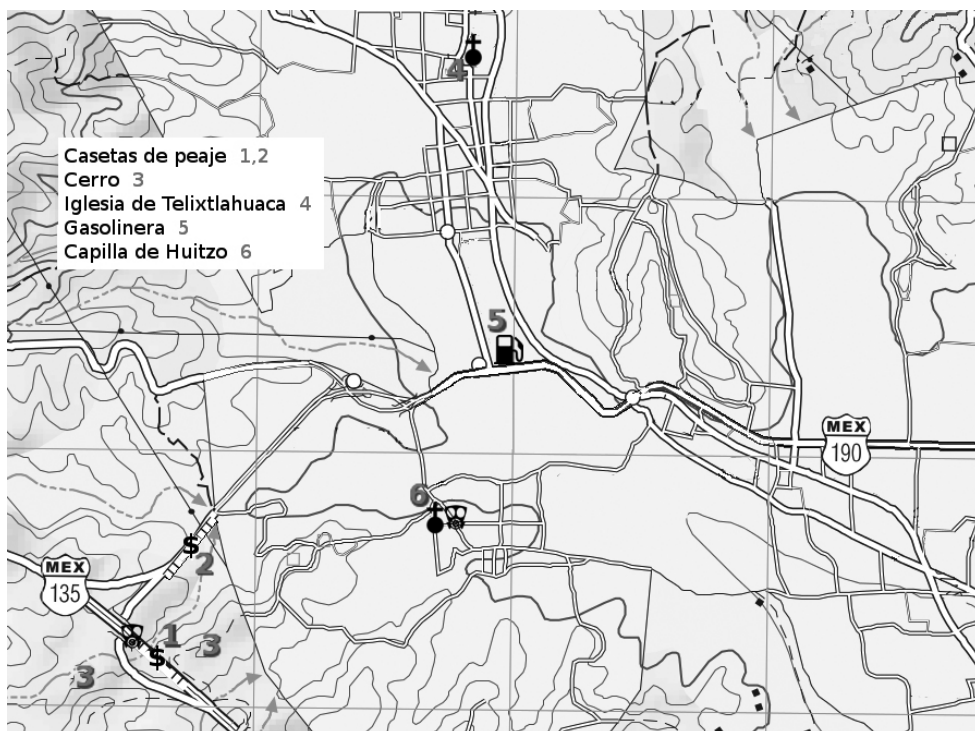 4
Casetas de peaje 1,2
Cerro 3
Iglesia de Telixtlahuaca 4
Gasolinera 5
Capilla de Huitzo 6
5
MEX
190
6
$
2
MEX
135
1
3
$
3